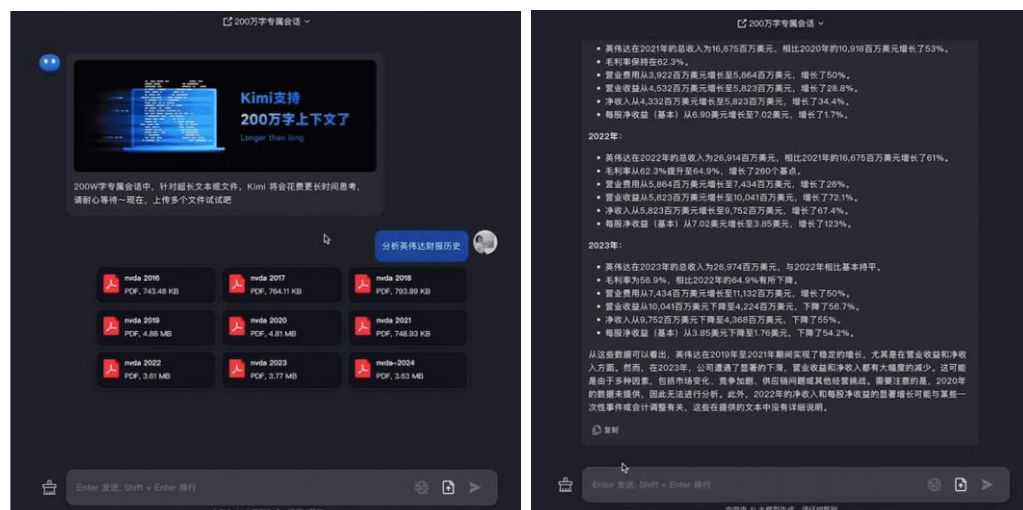 200万字专属会话
Kimi支持
200万字上下文了
Longer than long
200W字专属会话中，针对超长文本或文件，Kimi 将会花费更长时间思考，
请耐心等待~现在，上传多个文件试试吧
分析英伟达财报历史
nvda 2016
PDF, 743.48 KB
nvda 2017
PDF, 764.11 KB
nvda 2018
PDF, 793.89 KB
nvda 2019
PDF, 4.88 MB
nvda 2020
PDF, 4.81 MB
nvda 2021
PDF, 748.93 KB
nvda 2022
PDF, 3.61 MB
nvda 2023
PDF, 3.77 MB
nvda-2024
PDF, 3.63 MB
Enter 发送; Shift + Enter 换行
200万字专属会话
• 英伟达在2021年的总收入为16,675百万美元，相比2020年的10,918百万美元增长了53%。
• 毛利率保持在62.3%。
• 营业费用从3,922百万美元增长至5,864百万美元，增长了50%。
• 营业收益从4,532百万美元增长至5,823百万美元，增长了28.8%。
• 净收入从4,332百万美元增长至5,823百万美元，增长了34.4%。
• 每股净收益（基本）从6.90美元增长至7.02美元，增长了1.7%。
2022年：
• 英伟达在2022年的总收入为26,914百万美元，相比2021年的16,675百万美元增长了61%。
• 毛利率从62.3%提升至64.9%，增长了260个基点。
• 营业费用从5,864百万美元增长至7,434百万美元，增长了26%。
• 营业收益从5,823百万美元增长至10,041百万美元，增长了72.1%。
• 净收入从5,823百万美元增长至9,752百万美元，增长了67.4%。
• 每股净收益（基本）从7.02美元增长至3.85美元，增长了123%。
2023年：
• 英伟达在2023年的总收入为26,974百万美元，与2022年相比基本持平。
• 毛利率为56.9%，相比2022年的64.9%有所下降。
• 营业费用从7,434百万美元增长至11,132百万美元，增长了50%。
• 营业收益从10,041百万美元下降至4,224百万美元，下降了56.7%。
• 净收入从9,752百万美元下降至4,368百万美元，下降了55%。
• 每股净收益（基本）从3.85美元下降至1.76美元，下降了54.2%。
从这些数据可以看出，英伟达在2019年至2021年期间实现了稳定的增长，尤其是在营业收益和净收
入方面。然而，在2023年，公司遭遇了显著的下滑，营业收益和净收入都有大幅度的减少。这可能
是由于多种因素，包括市场变化、竞争加剧、供应链问题或其他经营挑战。需要注意的是，2020年
的数据未提供，因此无法进行分析。此外，2022年的净收入和每股净收益的显著增长可能与某些一
次性事件或会计调整有关，这些在提供的文本中没有详细说明。
复制
Enter 发送; Shift + Enter 换行